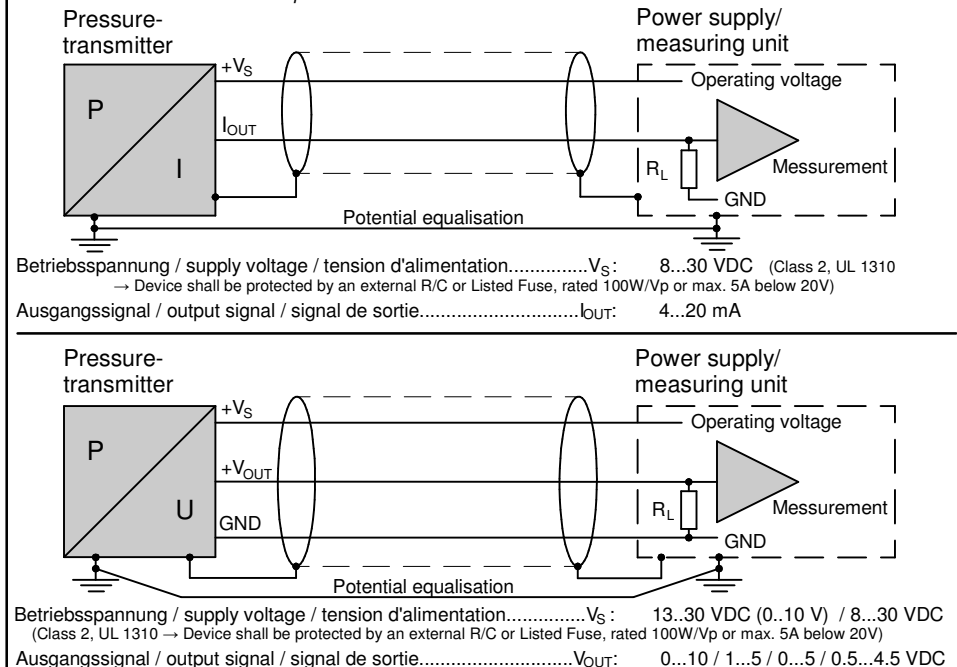 Pressure-
transmitter
Power supply/
measuring unit
+VS
Operating voltage
P
IOUT
I
RL
Measurement
GND
Potential equalisation
Betriebsspannung / supply voltage / tension d'alimentation...............VS: 8...30 VDC (Class 2, UL 1310
→ Device shall be protected by an external R/C or Listed Fuse, rated 100W/Vp or max. 5A below 20V)
Ausgangssignal / output signal / signal de sortie............................IOUT: 4...20 mA
Pressure-
transmitter
Power supply/
measuring unit
+VS
Operating voltage
P
+VOUT
U
RL
Measurement
GND
GND
Potential equalisation
Betriebsspannung / supply voltage / tension d'alimentation...............VS : 13..30 VDC (0..10 V) / 8...30 VDC
(Class 2, UL 1310 → Device shall be protected by an external R/C or Listed Fuse, rated 100W/Vp or max. 5A below 20V)
Ausgangssignal / output signal / signal de sortie............................VOUT: 0...10 / 1...5 / 0...5 / 0.5...4.5 VDC